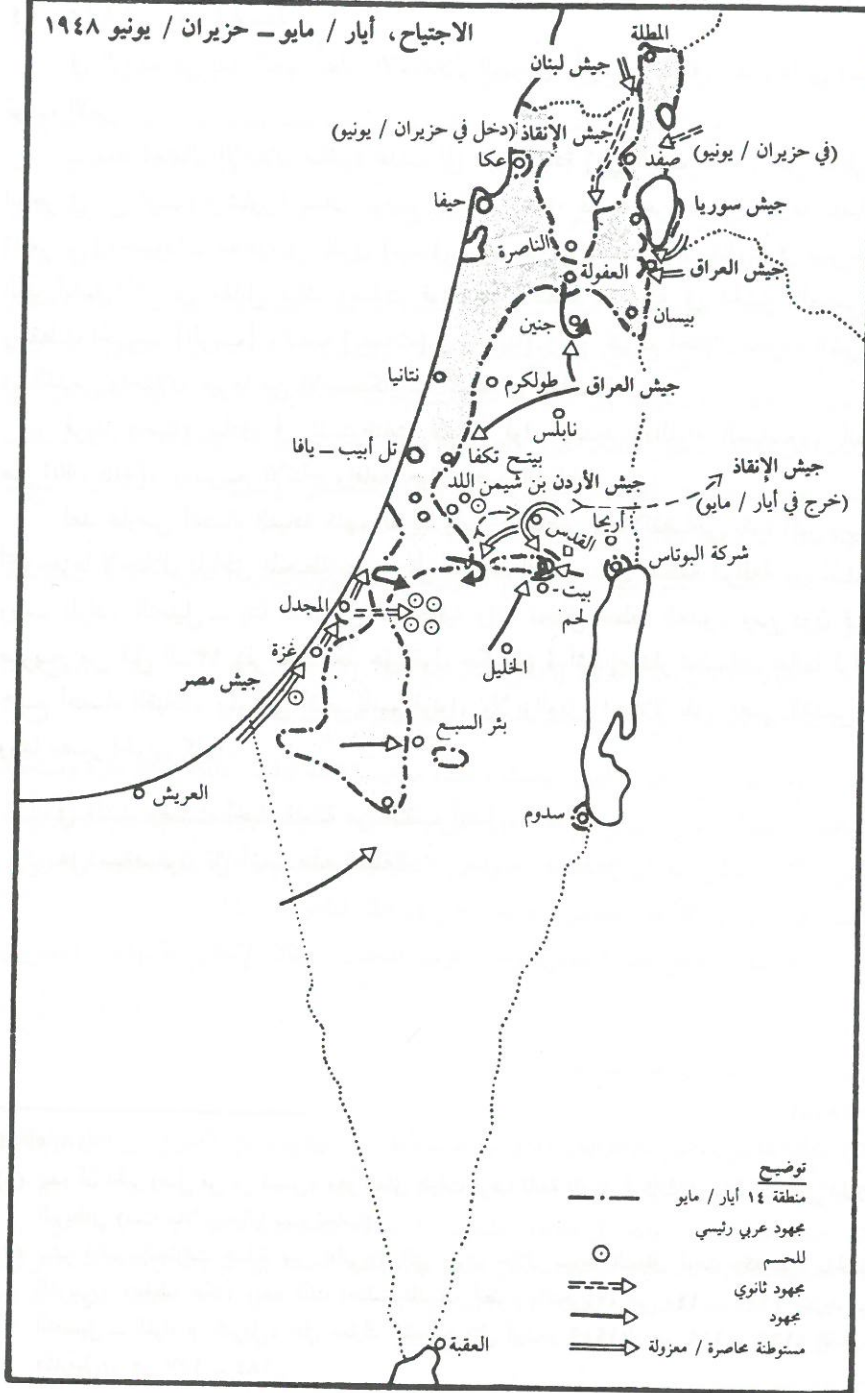 الاجتياح، أيار / مايو – حزيران / يونيو ١٩٤٨
المطلة
جيش لبنان
جيش الإنقاذ (دخل في حزيران / يونيو)
عكا
صفد
(في حزيران / يونيو)
حيفا
جيش سوريا
الناصرة
العفولة
جيش العراق
بيسان
جنين
نتانيا
طولكرم
جيش العراق
نابلس
تل أبيب – يافا
بيتح تكفا
جيش الأردن بن شيمن اللد
جيش الإنقاذ
(خرج في أيار / مايو)
أريحا
القدس
شركة البوتاس
المجدل
بيت
لحم
غزة
الخليل
جيش مصر
بئر السبع
العريش
سدوم
توضيح
منطقة ١٤ أيار / مايو
مجهود عربي رئيسي
للحسم
مجهود ثانوي
مجهود
مستوطنة محاصرة / معزولة
العقبة